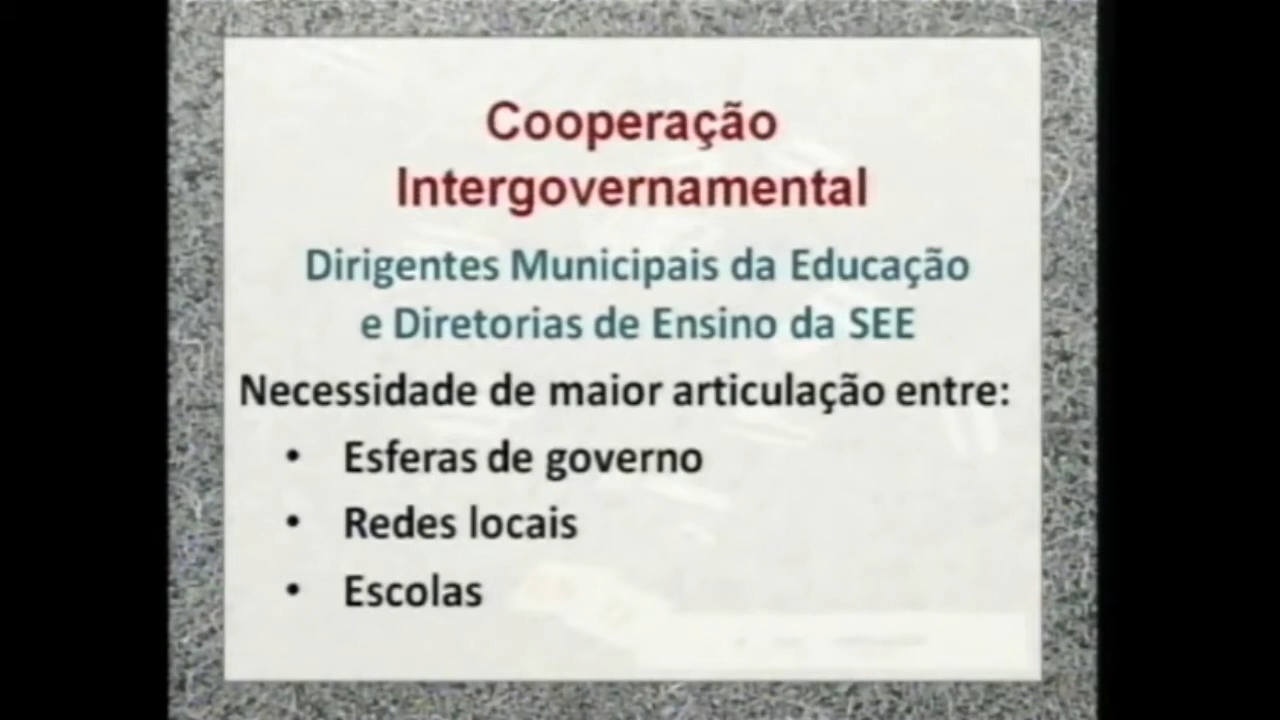 Cooperação
Intergovernamental
Dirigentes Municipais da Educação
e Diretorias de Ensino da SEE
Necessidade de maior articulação entre:
• Esferas de governo
• Redes locais
• Escolas